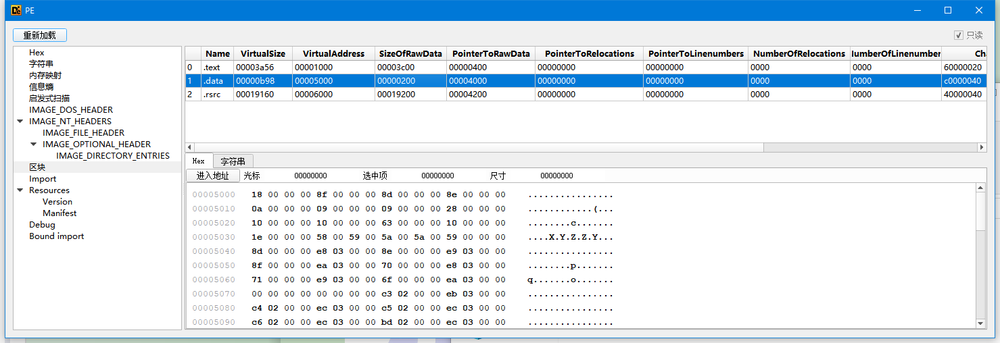 PE
重新加载
只读
Hex
字符串
内存映射
信息熵
启发式扫描
IMAGE_DOS_HEADER
IMAGE_NT_HEADERS
IMAGE_FILE_HEADER
IMAGE_OPTIONAL_HEADER
IMAGE_DIRECTORY_ENTRIES
区块
Import
Resources
Version
Manifest
Debug
Bound import
Name VirtualSize VirtualAddress SizeOfRawData PointerToRawData PointerToRelocations PointerToLinenumbers NumberOfRelocations IumberOfLinenumber Cha
0 .text 00003a56 00001000 00003c00 00000400 00000000 00000000 0000 0000 60000020
1 .data 00000b98 00005000 00000200 00004000 00000000 00000000 0000 0000 c0000040
2 .rsrc 00019160 00006000 00019200 00004200 00000000 00000000 0000 0000 40000040
Hex 字符串
进入地址 光标 00000000 选中项 00000000 尺寸 00000000
00005000 18 00 00 00 8f 00 00 00 8d 00 00 00 8e 00 00 00 ................
00005010 0a 00 00 00 09 00 00 00 09 00 00 00 28 00 00 00 ............(...
00005020 10 00 00 00 10 00 00 00 63 00 00 00 10 00 00 00 ........c.......
00005030 1e 00 00 00 58 00 59 00 5a 00 5a 00 59 00 00 00 ....X.Y.Z.Z.Y...
00005040 8d 00 00 00 e8 03 00 00 8e 00 00 00 e9 03 00 00 ................
00005050 8f 00 00 00 ea 03 00 00 70 00 00 00 e8 03 00 00 ........p.......
00005060 71 00 00 00 e9 03 00 00 6f 00 00 00 ea 03 00 00 q.......o.......
00005070 00 00 00 00 00 00 00 00 c3 02 00 00 eb 03 00 00 ................
00005080 c4 02 00 00 ec 03 00 00 c5 02 00 00 ec 03 00 00 ................
00005090 c6 02 00 00 ec 03 00 00 bd 02 00 00 ec 03 00 00 ................